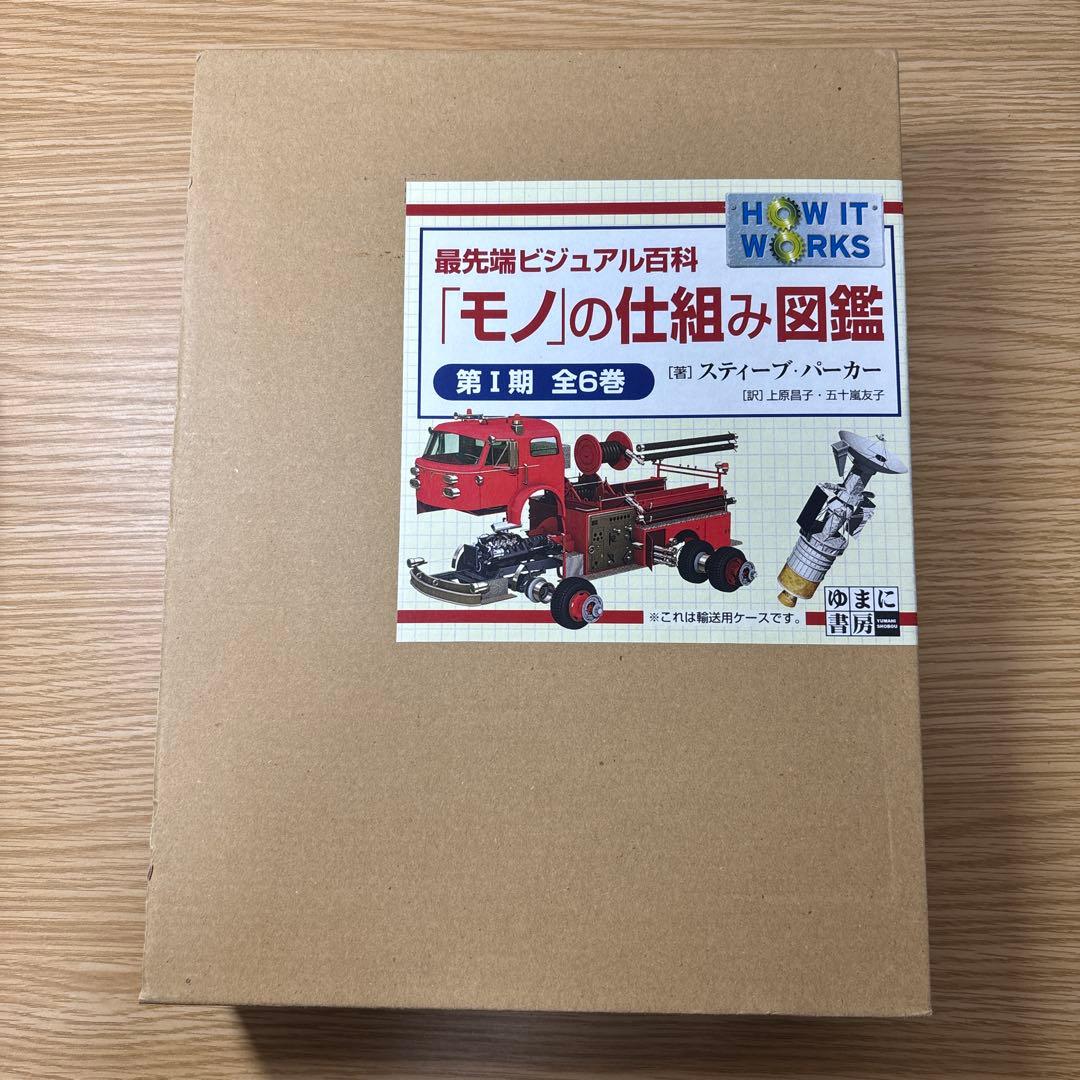 HOW IT
WORKS
最先端ビジュアル百科
「モノ」の仕組み図鑑
第Ⅰ期 全6巻
[著] スティーブ・パーカー
[訳] 上原昌子・五十嵐友子
※これは輸送用ケースです。
ゆまに
書房
YUMANI
SHOBOU